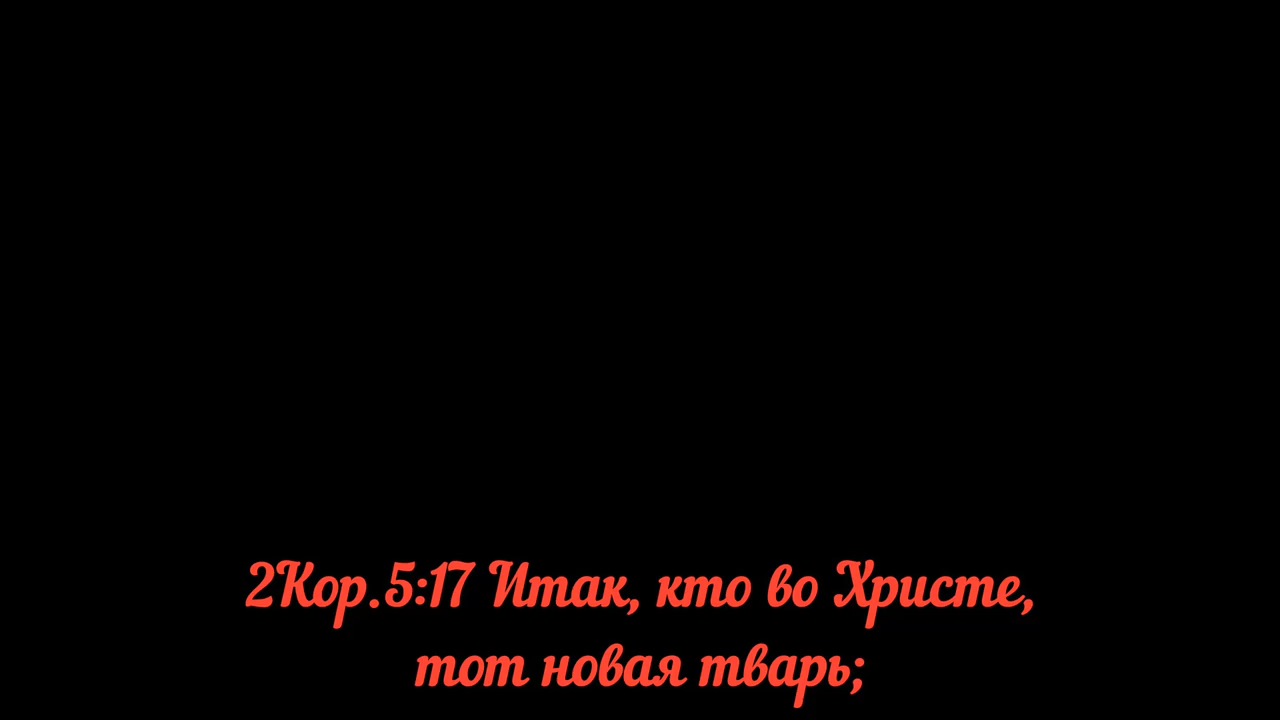 2Кор.5:17 Итак, кто во Христе,
тот новая тварь;